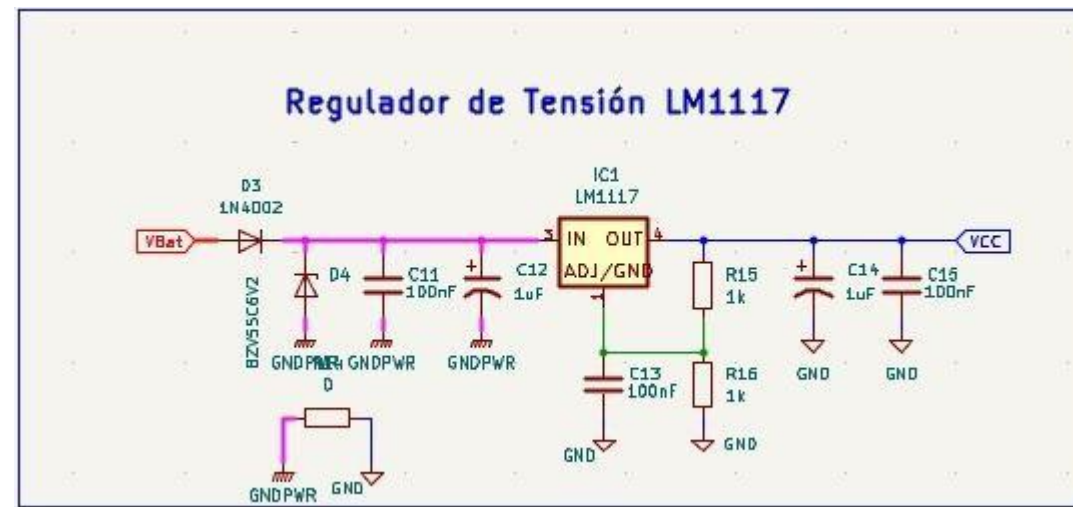 Regulador de Tensión LM1117
D3
1N4002
VBat
D4
BZV55C6V2
GNDPWR
C11
100nF
GNDPWR
C12
1uF
GNDPWR
IC1
LM1117
3
IN
OUT
4
ADJ/GND
1
R15
1k
C13
100nF
GND
R16
1k
GND
C14
1uF
GND
C15
100nF
GND
VCC
GNDPWR
GND